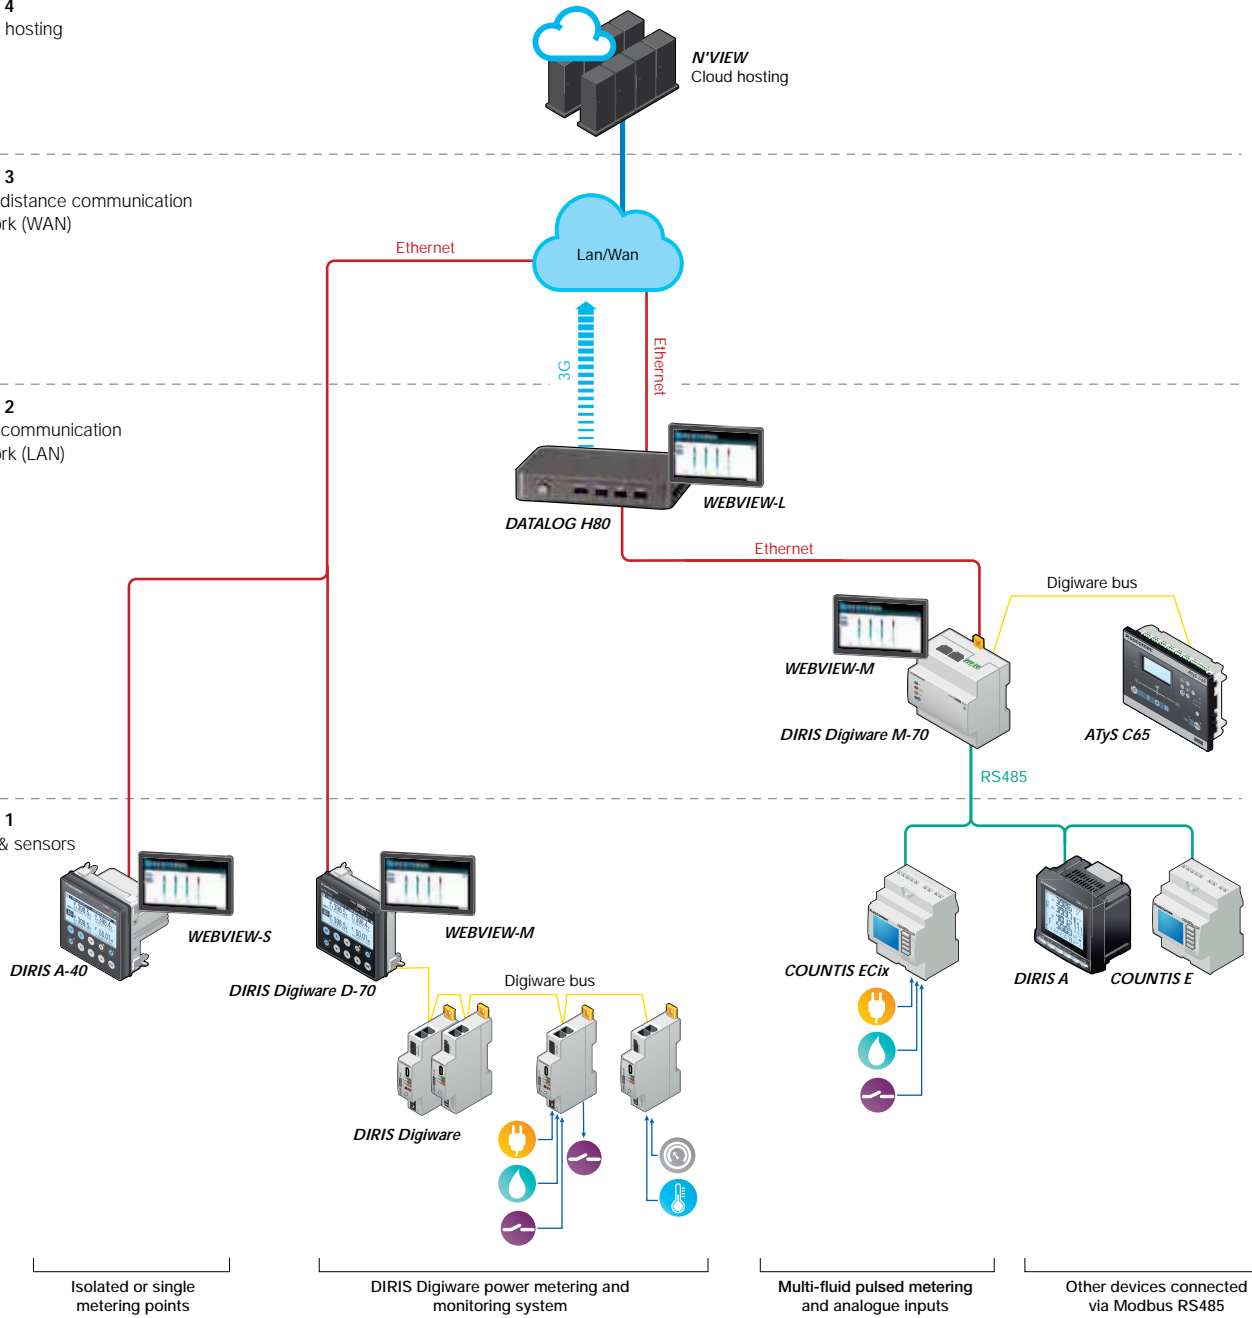 4
hosting
N'VIEW
Cloud hosting
3
distance communication
rk (WAN)
Ethernet
Lan/Wan
3G
Ethernet
2
communication
rk (LAN)
WEBVIEW-L
DATALOG H80
Ethernet
Digiware bus
WEBVIEW-M
DIRIS Digiware M-70
ATyS C65
RS485
1
& sensors
WEBVIEW-S
WEBVIEW-M
DIRIS A-40
DIRIS Digiware D-70
COUNTIS ECix
DIRIS A
COUNTIS E
Digiware bus
DIRIS Digiware
Isolated or single
metering points
DIRIS Digiware power metering and
monitoring system
Multi-fluid pulsed metering
and analogue inputs
Other devices connected
via Modbus RS485